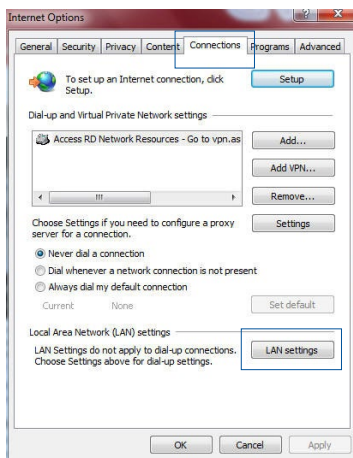 Internet Options
General Security Privacy Content Connections Programs Advanced
To set up an Internet connection, click
Setup.
Setup
Dial-up and Virtual Private Network settings
Access RD Network Resources - Go to vpn.as
Add...
Add VPN...
Remove...
Choose Settings if you need to configure a proxy
server for a connection.
Settings
Never dial a connection
Dial whenever a network connection is not present
Always dial my default connection
Current None
Set default
Local Area Network (LAN) settings
LAN Settings do not apply to dial-up connections.
Choose Settings above for dial-up settings.
LAN settings
OK Cancel Apply